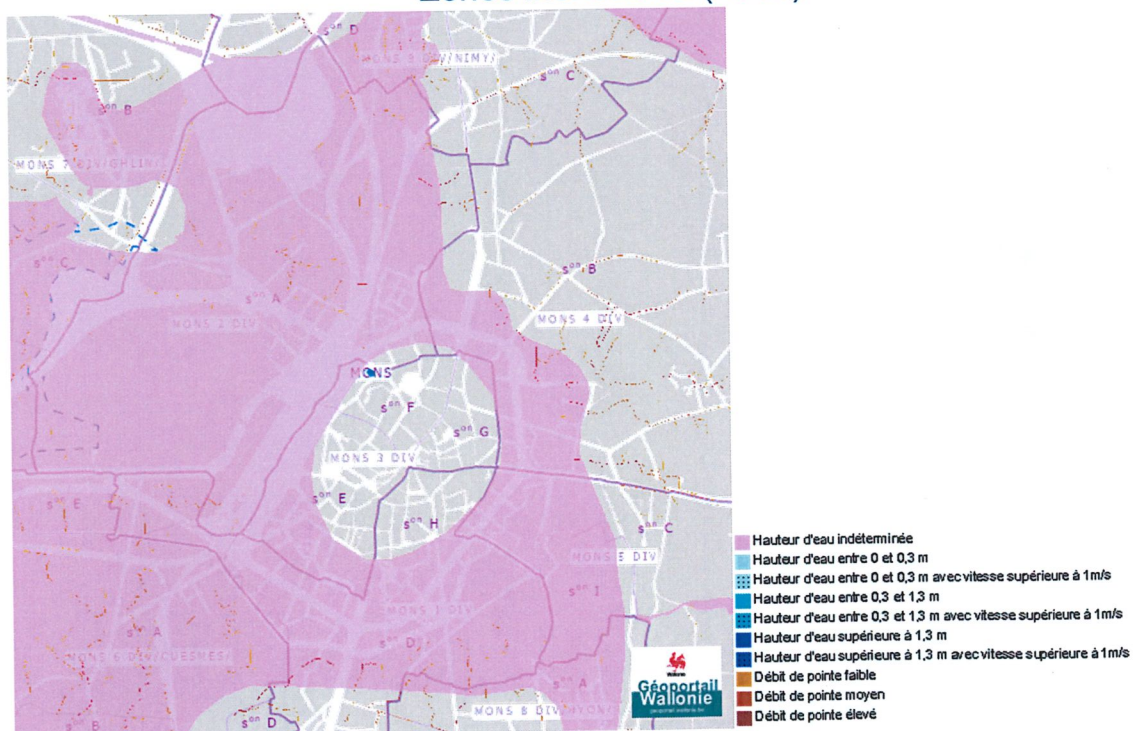 sᵒⁿ D
MONS 9 DIV/NIMY/
sᵒⁿ C
sᵒⁿ B
MONS 7 DIV/GHLIN/
sᵒⁿ C
sᵒⁿ B
sᵒⁿ A
MONS 2 DIV
MONS 4 DIV
MONS
sᵒⁿ F
sᵒⁿ G
MONS 3 DIV
sᵒⁿ E
sᵒⁿ E
sᵒⁿ H
sᵒⁿ C
MONS 5 DIV
sᵒⁿ I
MONS 1 DIV
sᵒⁿ A
sᵒⁿ D
MONS 6 DIV/CUESMES/
sᵒⁿ A
sᵒⁿ B
sᵒⁿ D
MONS 8 DIV/HYON/
Wallonie
Géoportail
Wallonie
geoportail.wallonie.be
Hauteur d'eau indéterminée
Hauteur d'eau entre 0 et 0,3 m
Hauteur d'eau entre 0 et 0,3 m avec vitesse supérieure à 1m/s
Hauteur d'eau entre 0,3 et 1,3 m
Hauteur d'eau entre 0,3 et 1,3 m avec vitesse supérieure à 1m/s
Hauteur d'eau supérieure à 1,3 m
Hauteur d'eau supérieure à 1,3 m avec vitesse supérieure à 1m/s
Débit de pointe faible
Débit de pointe moyen
Débit de pointe élevé